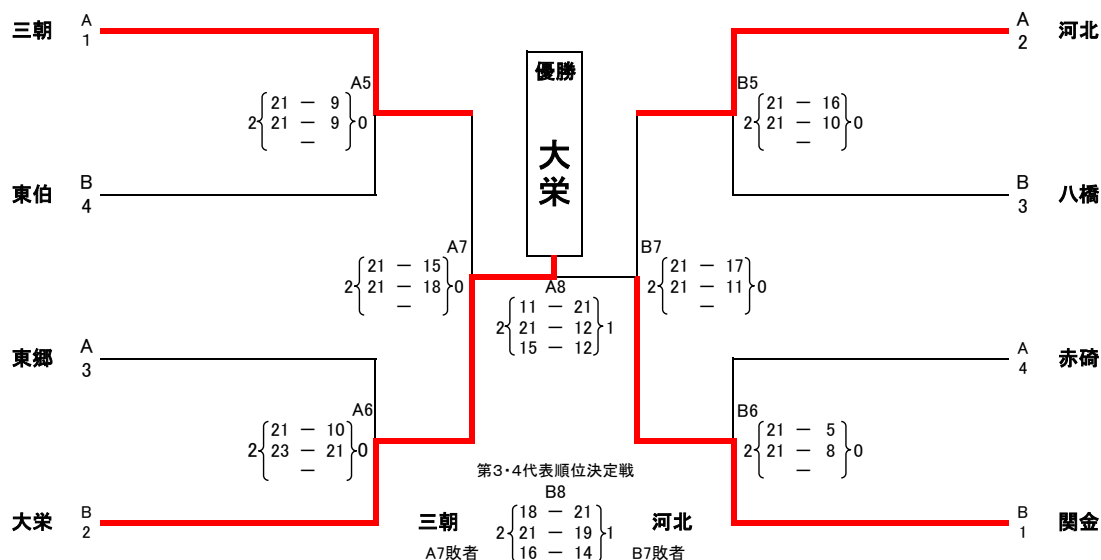 三朝 A 1
A 2 河北
優勝
大栄
A5
21 － 9
2 21 － 9 0
－
B5
21 － 16
2 21 － 10 0
－
東伯 B 4
B 3 八橋
A7
21 － 15
2 21 － 18 0
－
B7
21 － 17
2 21 － 11 0
－
A8
11 － 21
2 21 － 12 1
15 － 12
東郷 A 3
A 4 赤碕
A6
21 － 10
2 23 － 21 0
－
B6
21 － 5
2 21 － 8 0
－
大栄 B 2
B 1 関金
第3・4代表順位決定戦
B8
三朝 18 － 21 河北
2 21 － 19 1
A7敗者 16 － 14 B7敗者